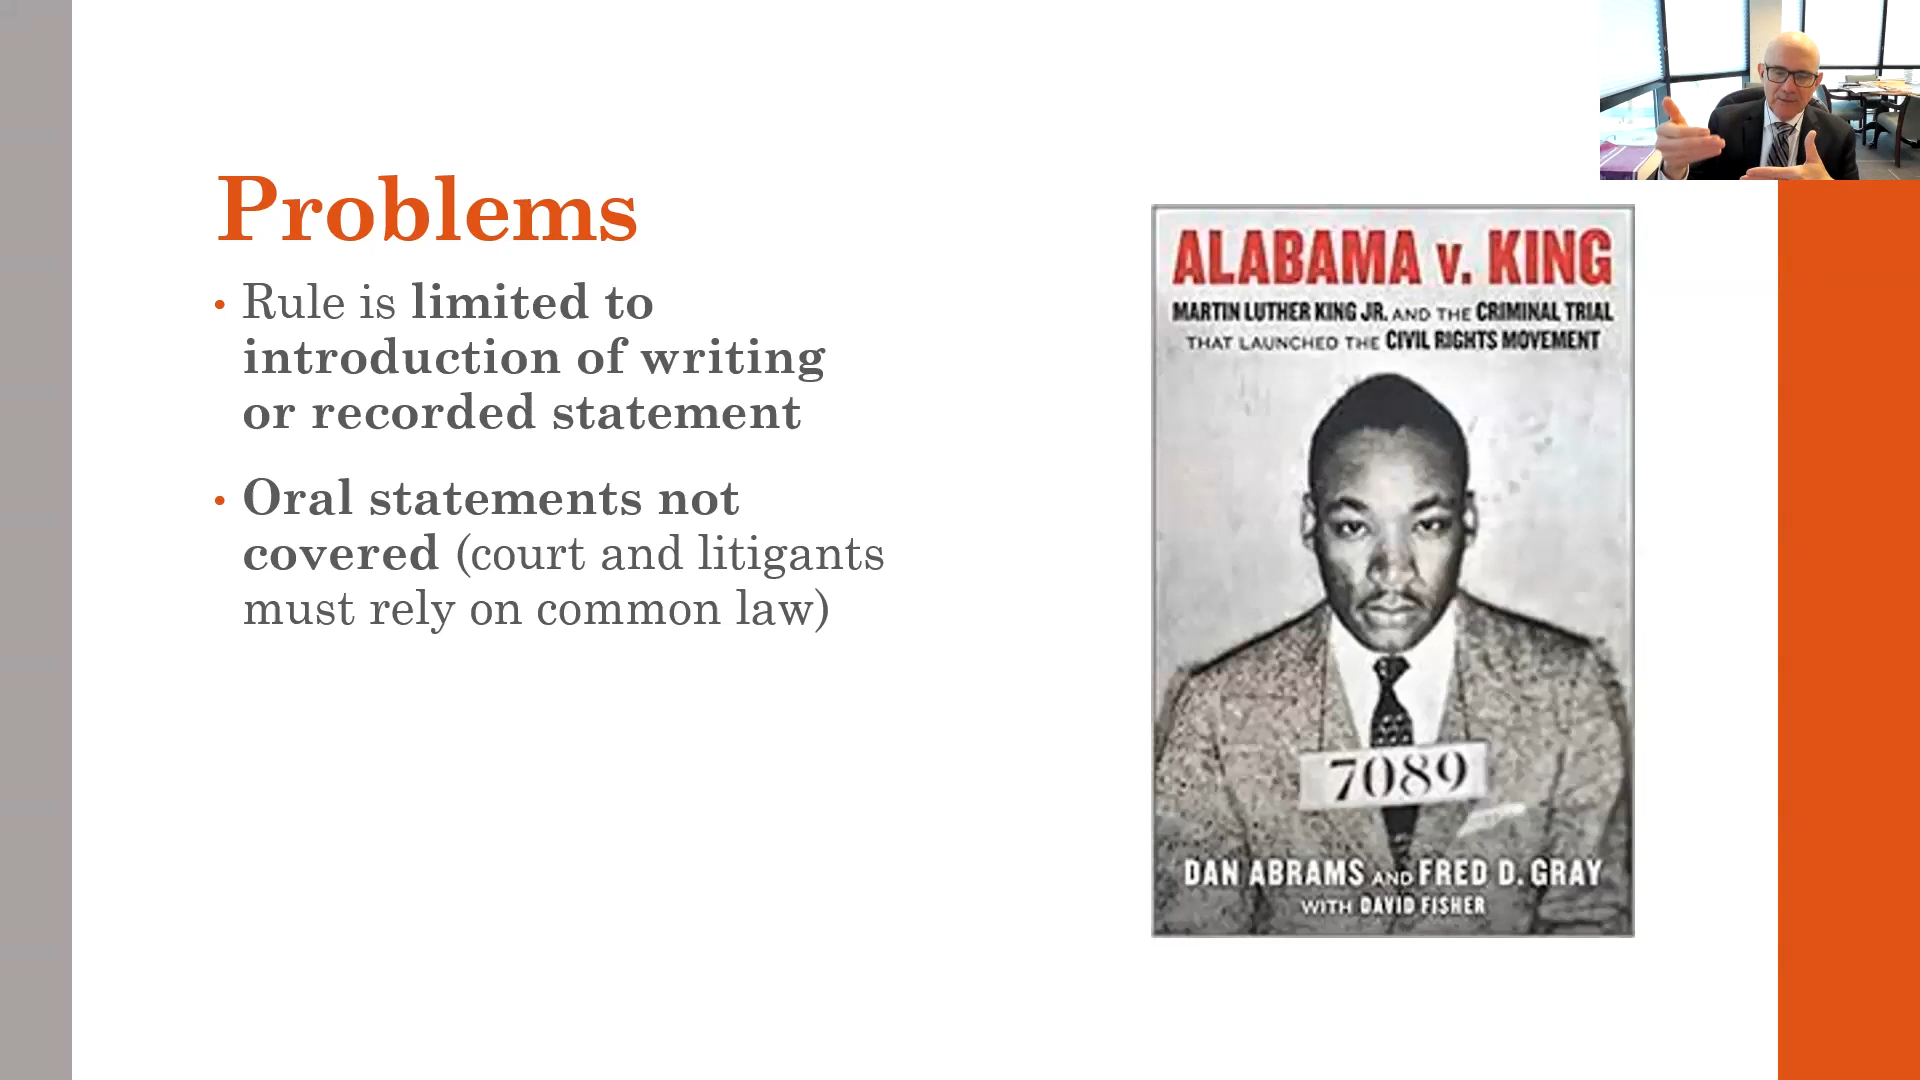 Problems
• Rule is limited to
introduction of writing
or recorded statement
• Oral statements not
covered (court and litigants
must rely on common law)
ALABAMA v. KING
MARTIN LUTHER KING JR. AND THE CRIMINAL TRIAL
THAT LAUNCHED THE CIVIL RIGHTS MOVEMENT
7089
DAN ABRAMS AND FRED D. GRAY
WITH DAVID FISHER